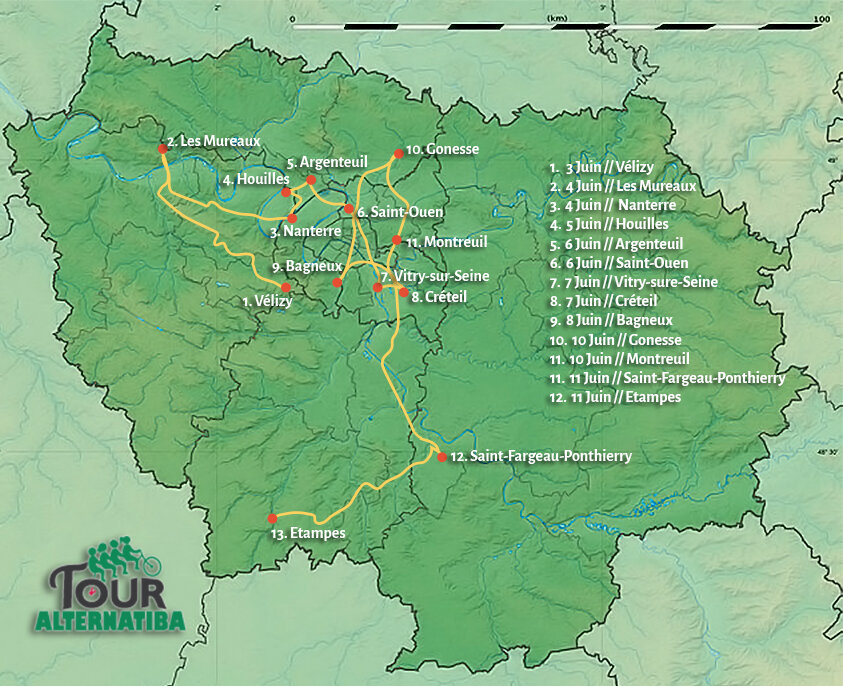 0 (km) 100
2° 3°
2. Les Mureaux
10. Gonesse
5. Argenteuil
4. Houilles
6. Saint-Ouen
3. Nanterre
11. Montreuil
9. Bagneux
7. Vitry-sur-Seine
1. Vélizy
8. Créteil
1. 3 Juin // Vélizy
2. 4 Juin // Les Mureaux
3. 4 Juin // Nanterre
4. 5 Juin // Houilles
5. 6 Juin // Argenteuil
6. 6 Juin // Saint-Ouen
7. 7 Juin // Vitry-sure-Seine
8. 7 Juin // Créteil
9. 8 Juin // Bagneux
10. 10 Juin // Gonesse
11. 10 Juin // Montreuil
11. 11 Juin // Saint-Fargeau-Ponthierry
12. 11 Juin // Etampes
49°
48° 30'
12. Saint-Fargeau-Ponthierry
13. Etampes
TOUR
ALTERNATIBA